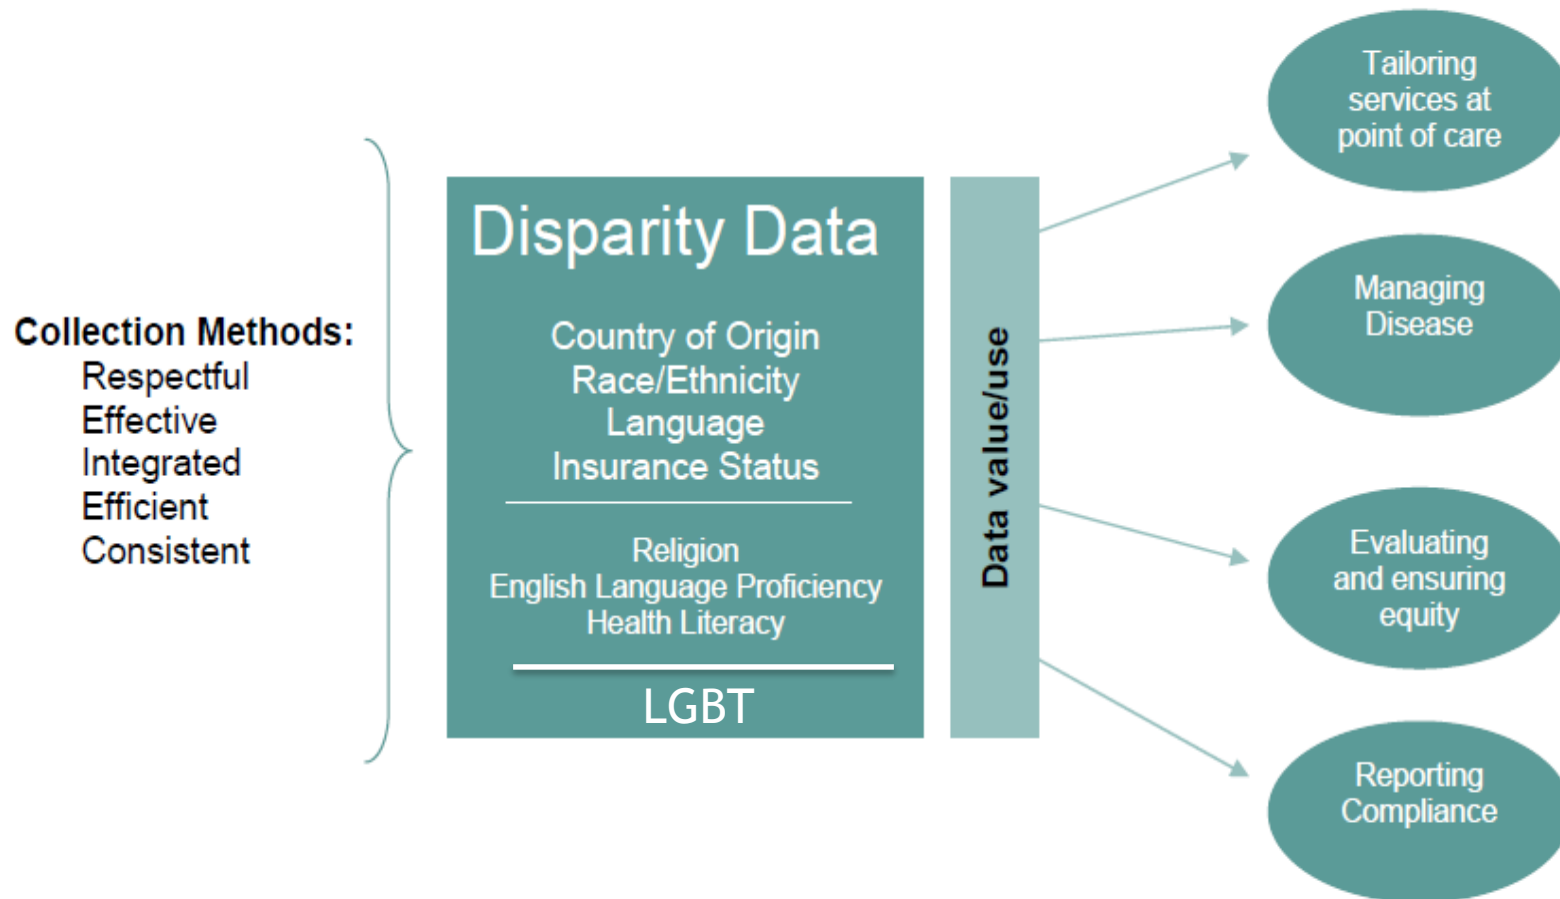 Collection Methods:
Respectful
Effective
Integrated
Efficient
Consistent
Disparity Data
Country of Origin
Race/Ethnicity
Language
Insurance Status
Religion
English Language Proficiency
Health Literacy
LGBT
Data value/use
Tailoring
services at
point of care
Managing
Disease
Evaluating
and ensuring
equity
Reporting
Compliance